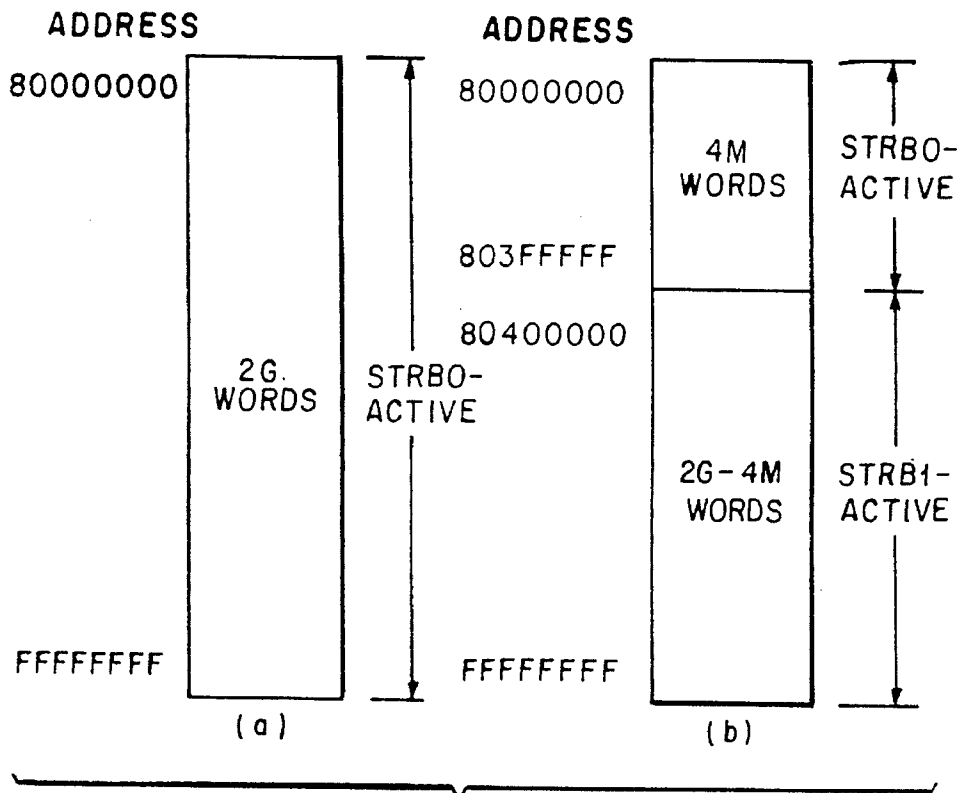 ADDRESS
80000000
2G.
WORDS
STRB0-
ACTIVE
FFFFFFFF
(a)
ADDRESS
80000000
4M
WORDS
STRB0-
ACTIVE
803FFFFF
80400000
2G-4M
WORDS
STRB1-
ACTIVE
FFFFFFFF
(b)